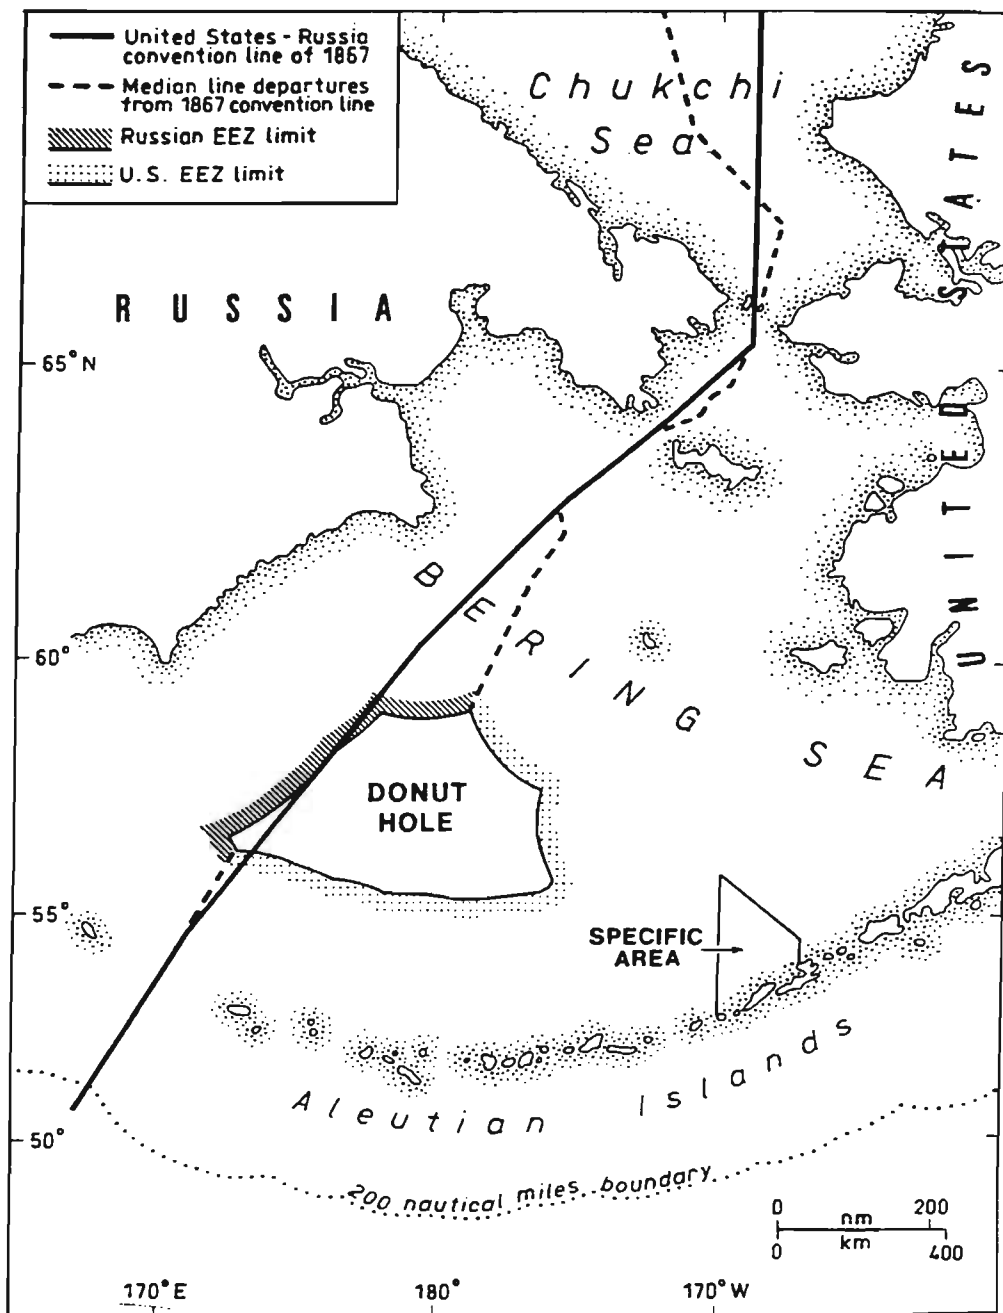 United States - Russia
convention line of 1867
Median line departures
from 1867 convention line
Russian EEZ limit
U.S. EEZ limit
Chukchi
Sea
UNITED STATES
RUSSIA
65°N
BERING SEA
60°
DONUT
HOLE
55°
SPECIFIC
AREA
Aleutian Islands
50°
200 nautical miles boundary
0 nm 200
0 km 400
170°E
180°
170°W